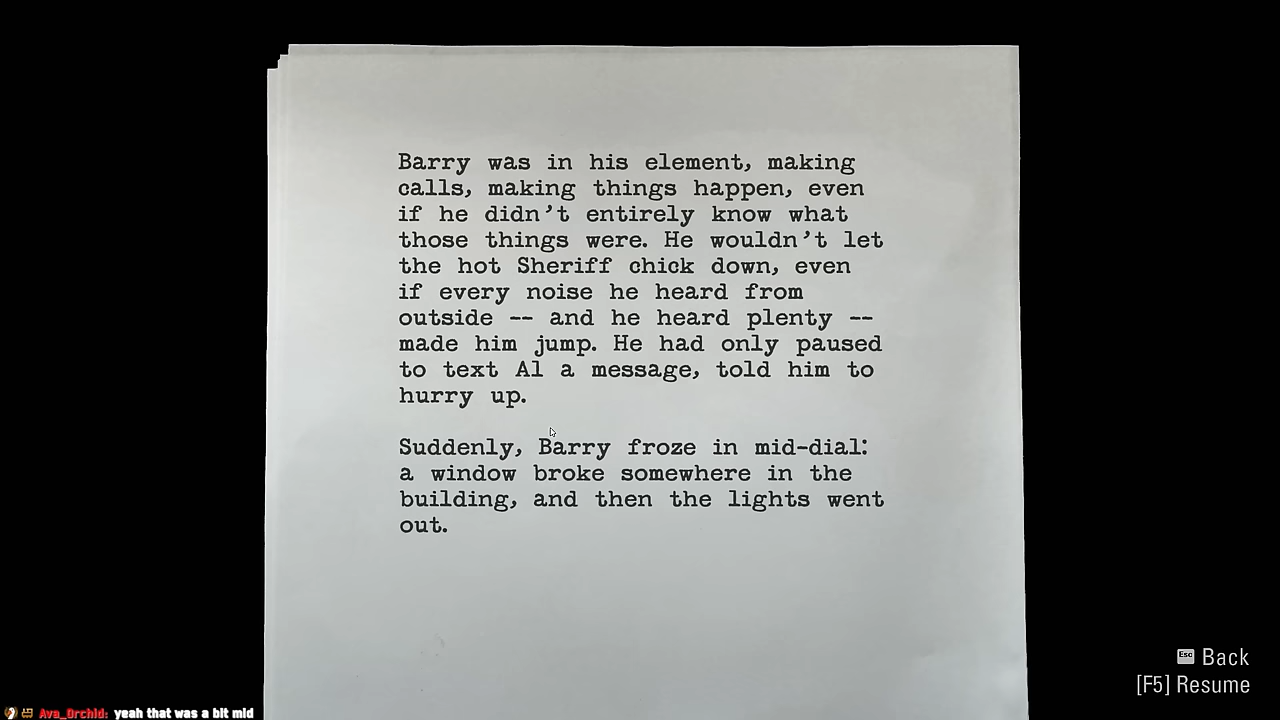 Barry was in his element, making
calls, making things happen, even
if he didn't entirely know what
those things were. He wouldn't let
the hot Sheriff chick down, even
if every noise he heard from
outside -- and he heard plenty --
made him jump. He had only paused
to text Al a message, told him to
hurry up.
Suddenly, Barry froze in mid-dial:
a window broke somewhere in the
building, and then the lights went
out.
Esc Back
[F5] Resume
Ava_Orchid: yeah that was a bit mid